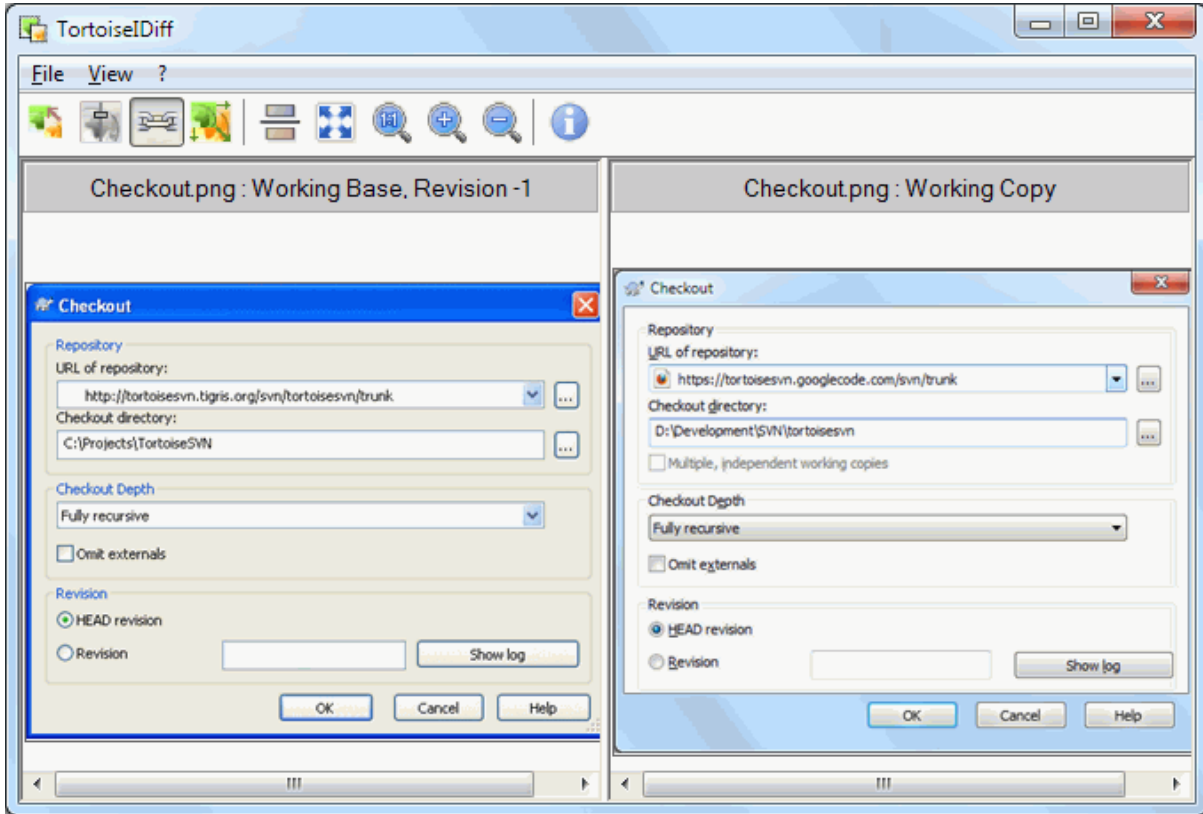 TortoiseIDiff
File View ?
1:1
Checkout.png : Working Base, Revision -1
Checkout
Repository
URL of repository:
http://tortoisesvn.tigris.org/svn/tortoisesvn/trunk
...
Checkout directory:
C:\Projects\TortoiseSVN
...
Checkout Depth
Fully recursive
Omit externals
Revision
HEAD revision
Revision
Show log
OK Cancel Help
Checkout.png : Working Copy
Checkout
Repository
URL of repository:
https://tortoisesvn.googlecode.com/svn/trunk
...
Checkout directory:
D:\Development\SVN\tortoisesvn
...
Multiple, independent working copies
Checkout Depth
Fully recursive
Omit externals
Revision
HEAD revision
Revision
Show log
OK Cancel Help